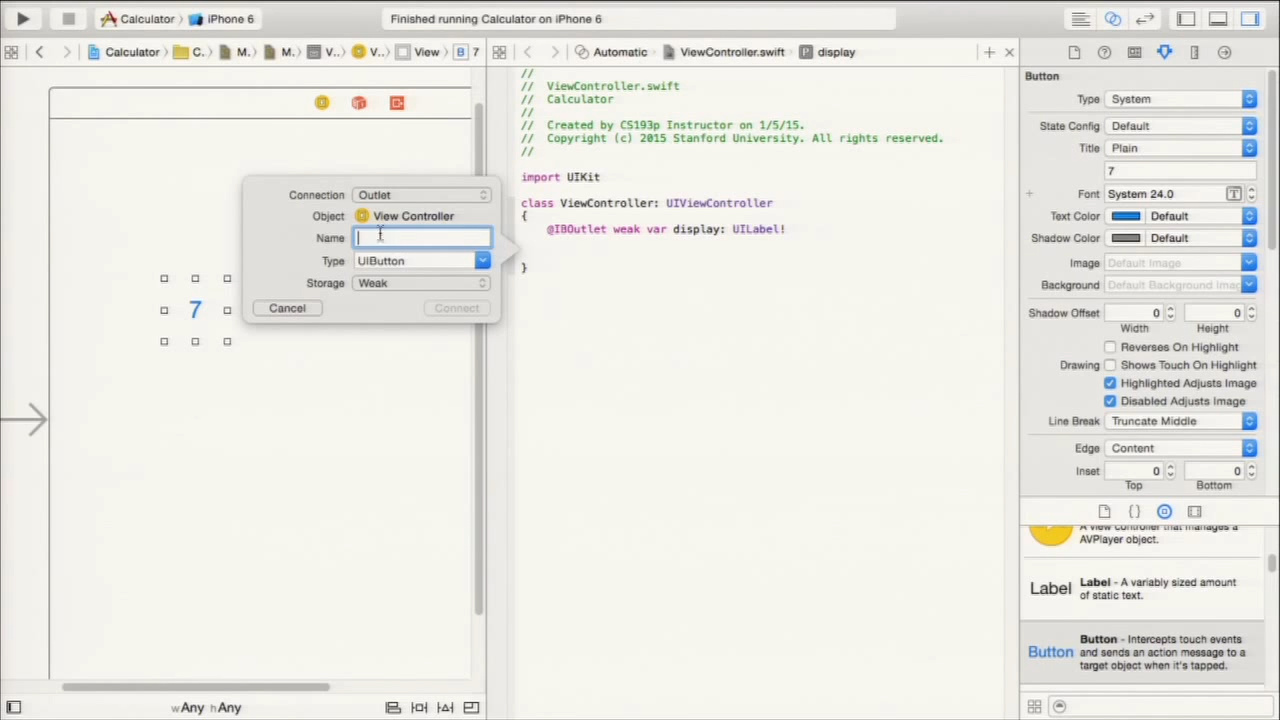 Calculator
iPhone 6
Finished running Calculator on iPhone 6
Calculator
C...
M...
M...
V...
V...
View
B
7
Automatic
ViewController.swift
display
//
// ViewController.swift
// Calculator
//
// Created by CS193p Instructor on 1/5/15.
// Copyright (c) 2015 Stanford University. All rights reserved.
//
import UIKit
class ViewController: UIViewController
{
@IBOutlet weak var display: UILabel!
}
Connection Outlet
Object View Controller
Name
Type UIButton
Storage Weak
Cancel Connect
7
wAny hAny
Button
Type System
State Config Default
Title Plain
7
Font System 24.0 T
Text Color Default
Shadow Color Default
Image Default Image
Background Default Background Imag
Shadow Offset 0 0
Width Height
Reverses On Highlight
Drawing Shows Touch On Highlight
Highlighted Adjusts Image
Disabled Adjusts Image
Line Break Truncate Middle
Edge Content
Inset 0 0
Top Bottom
{ }
A view controller that manages a
AVPlayer object.
Label Label - A variably sized amount
of static text.
Button Button - Intercepts touch events
and sends an action message to a
target object when it's tapped.